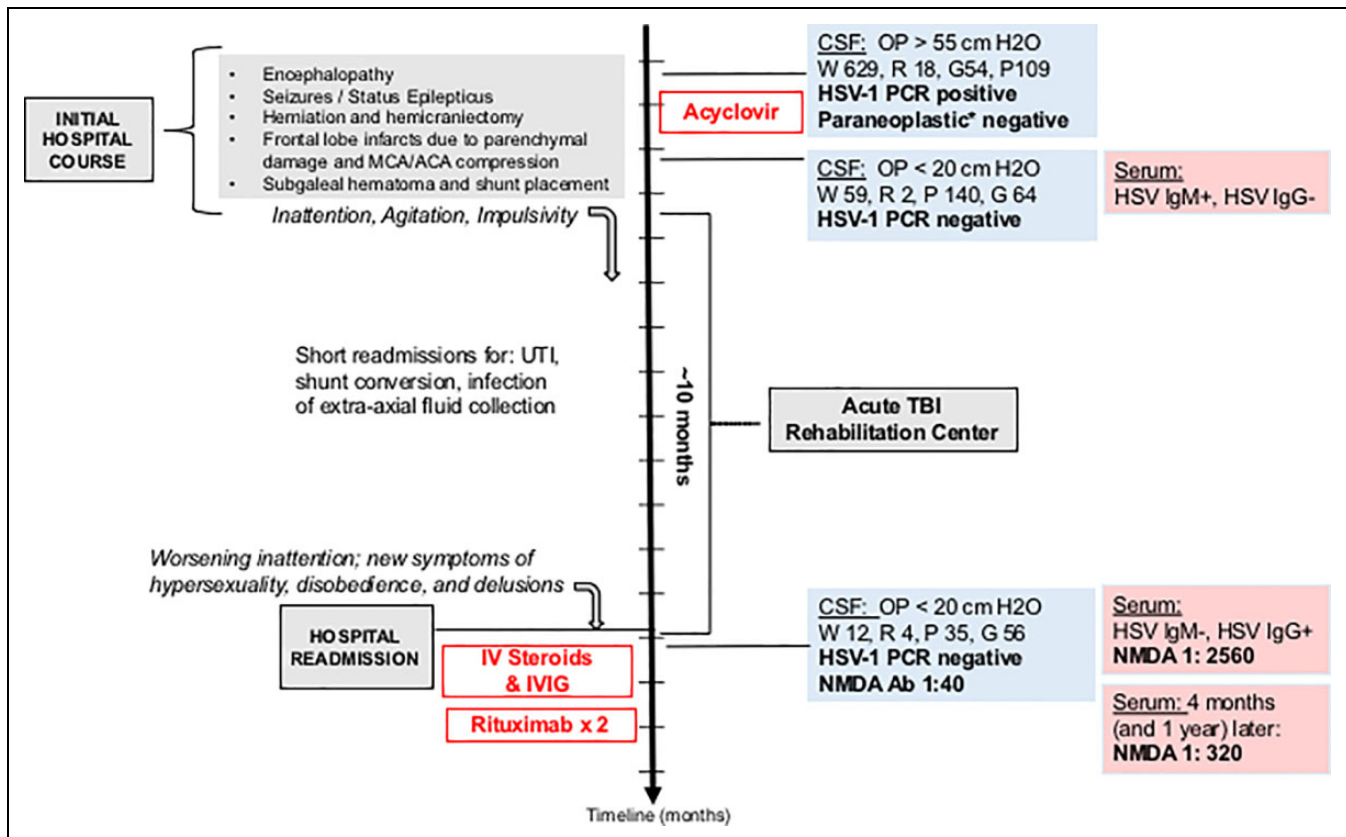 INITIAL
HOSPITAL
COURSE
• Encephalopathy
• Seizures / Status Epilepticus
• Herniation and hemicraniectomy
• Frontal lobe infarcts due to parenchymal
damage and MCA/ACA compression
• Subgaleal hematoma and shunt placement
Inattention, Agitation, Impulsivity
Acyclovir
CSF: OP > 55 cm H2O
W 629, R 18, G54, P109
HSV-1 PCR positive
Paraneoplastic* negative
CSF: OP < 20 cm H2O
W 59, R 2, P 140, G 64
HSV-1 PCR negative
Serum:
HSV IgM+, HSV IgG-
Short readmissions for: UTI,
shunt conversion, infection
of extra-axial fluid collection
~10 months
Acute TBI
Rehabilitation Center
Worsening inattention; new symptoms of
hypersexuality, disobedience, and delusions
HOSPITAL
READMISSION
IV Steroids
& IVIG
Rituximab x 2
CSF: OP < 20 cm H2O
W 12, R 4, P 35, G 56
HSV-1 PCR negative
NMDA Ab 1:40
Serum:
HSV IgM-, HSV IgG+
NMDA 1: 2560
Serum: 4 months
(and 1 year) later:
NMDA 1: 320
Timeline (months)